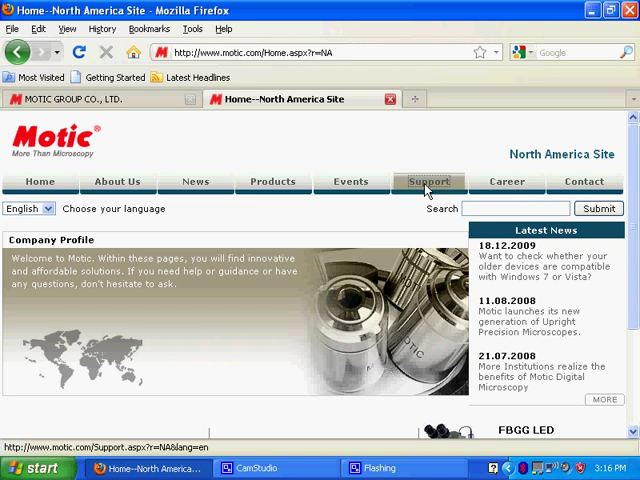 Home--North America Site - Mozilla Firefox
File Edit View History Bookmarks Tools Help
http://www.motic.com/Home.aspx?r=NA
Google
Most Visited Getting Started Latest Headlines
MOTIC GROUP CO., LTD. Home--North America Site
Motic®
More Than Microscopy
North America Site
Home About Us News Products Events Support Career Contact
English Choose your language Search Submit
Company Profile
Welcome to Motic. Within these pages, you will find innovative
and affordable solutions. If you need help or guidance or have
any questions, don't hesitate to ask.
MOTIC
Latest News
18.12.2009
Want to check whether your
older devices are compatible
with Windows 7 or Vista?
11.08.2008
Motic launches its new
generation of Upright
Precision Microscopes.
21.07.2008
More Institutions realize the
benefits of Motic Digital
Microscopy
MORE
FBGG LED
http://www.motic.com/Support.aspx?r=NA&lang=en
start Home--North America... CamStudio Flashing 3:16 PM